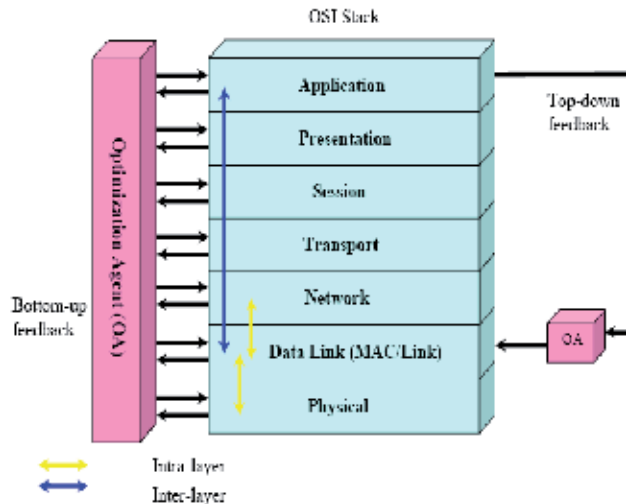 OSI Stack
Application
Presentation
Session
Transport
Network
Data Link (MAC/Link)
Physical
Optimization Agent (OA)
Top-down
feedback
Bottom-up
feedback
OA
Intra-layer
Inter-layer